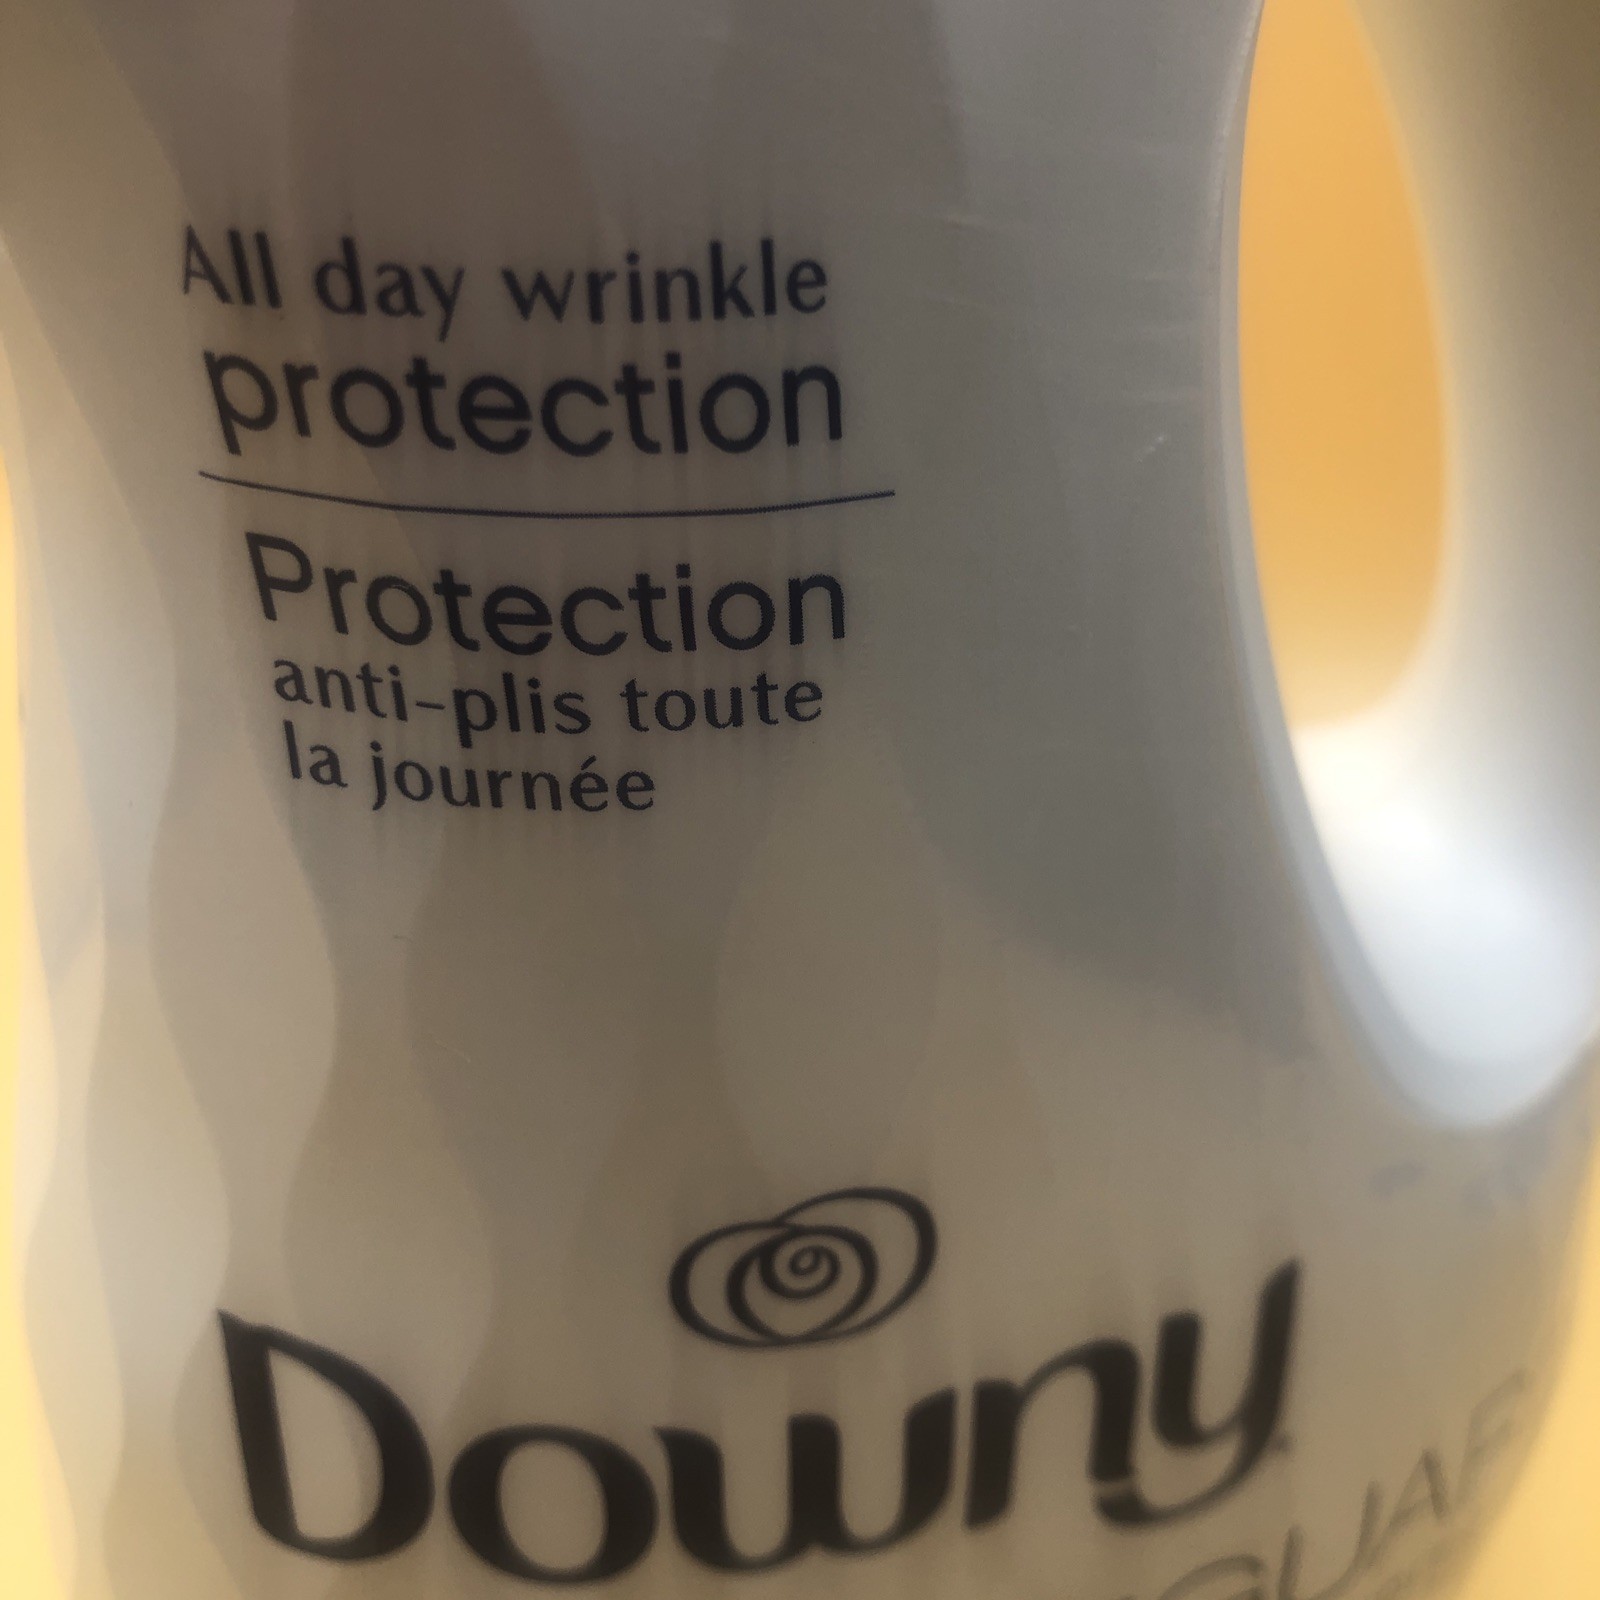 All day wrinkle
protection
Protection
anti-plis toute
la journée
Downy